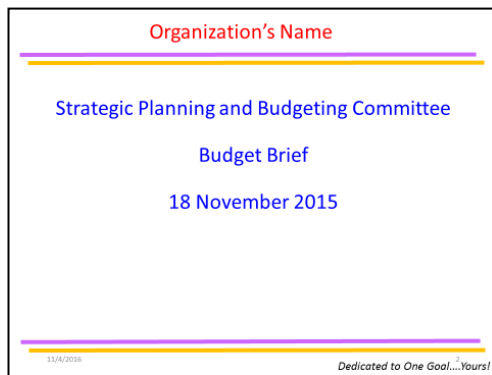 Organization's Name
Strategic Planning and Budgeting Committee
Budget Brief
18 November 2015
11/4/2016
2
Dedicated to One Goal....Yours!